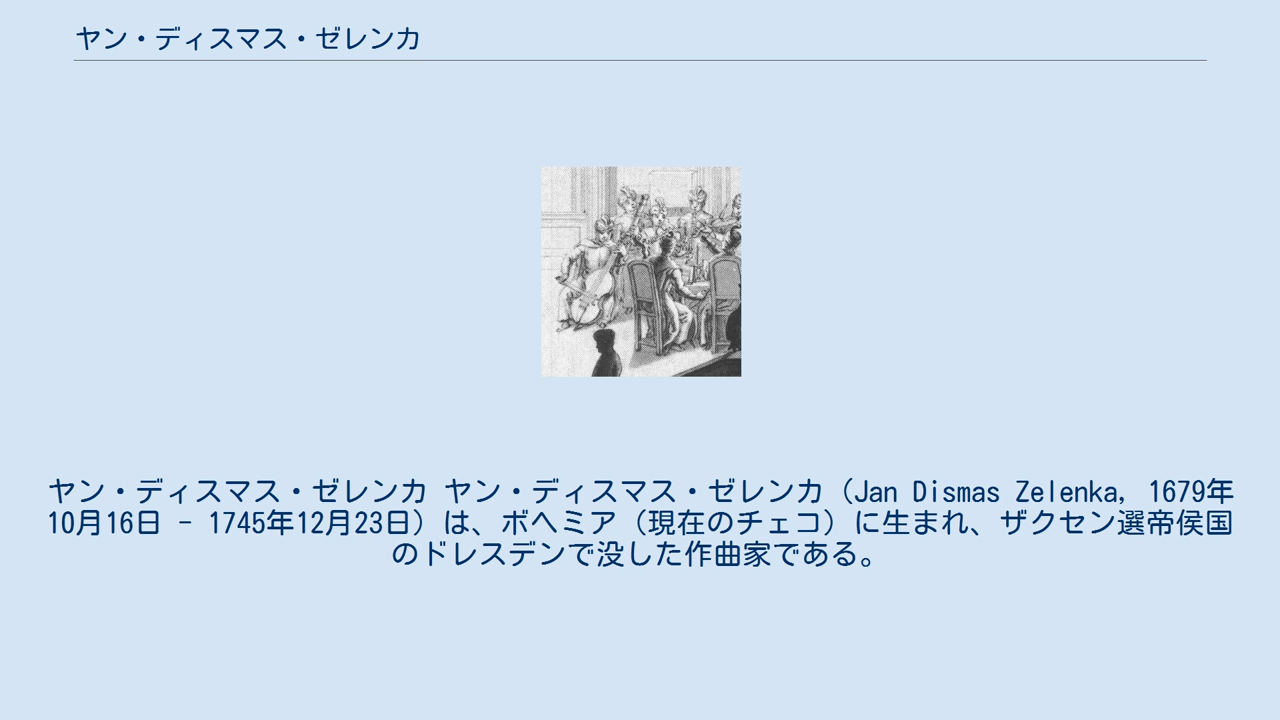 ヤン・ディスマス・ゼレンカ
ヤン・ディスマス・ゼレンカ ヤン・ディスマス・ゼレンカ（Jan Dismas Zelenka, 1679年
10月16日 - 1745年12月23日）は、ボヘミア（現在のチェコ）に生まれ、ザクセン選帝侯国
のドレスデンで没した作曲家である。